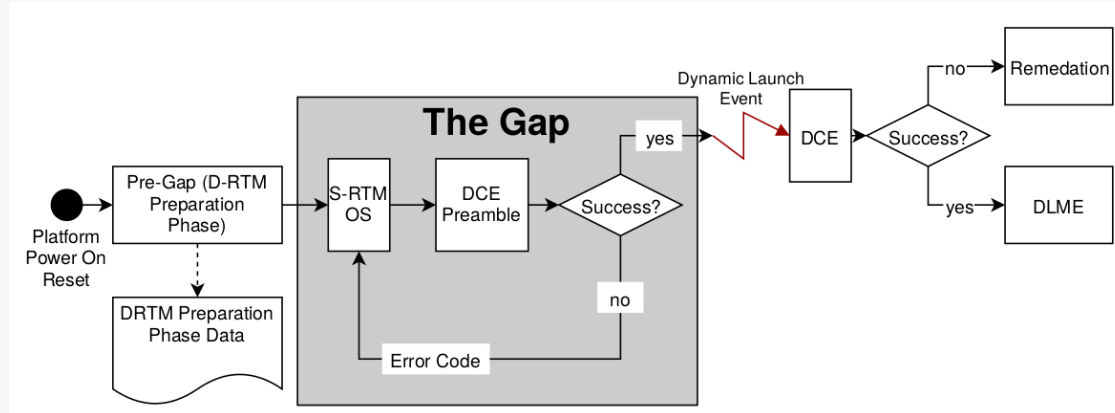 Platform
Power On
Reset
Pre-Gap (D-RTM
Preparation
Phase)
DRTM Preparation
Phase Data
The Gap
S-RTM
OS
DCE
Preamble
Success?
yes
no
Error Code
Dynamic Launch
Event
DCE
Success?
no
Remedation
yes
DLME